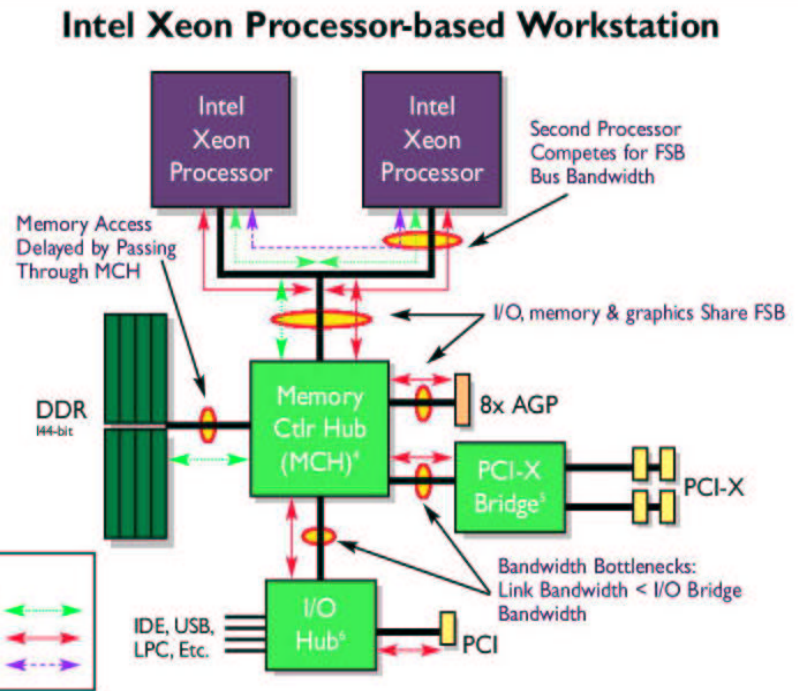 Intel Xeon Processor-based Workstation
Intel
Xeon
Processor
Intel
Xeon
Processor
Second Processor
Competes for FSB
Bus Bandwidth
Memory Access
Delayed by Passing
Through MCH
I/O, memory & graphics Share FSB
DDR
144-bit
Memory
Ctlr Hub
(MCH)⁴
8x AGP
PCI-X
Bridge⁵
PCI-X
Bandwidth Bottlenecks:
Link Bandwidth < I/O Bridge
Bandwidth
I/O
Hub⁶
IDE, USB,
LPC, Etc.
PCI